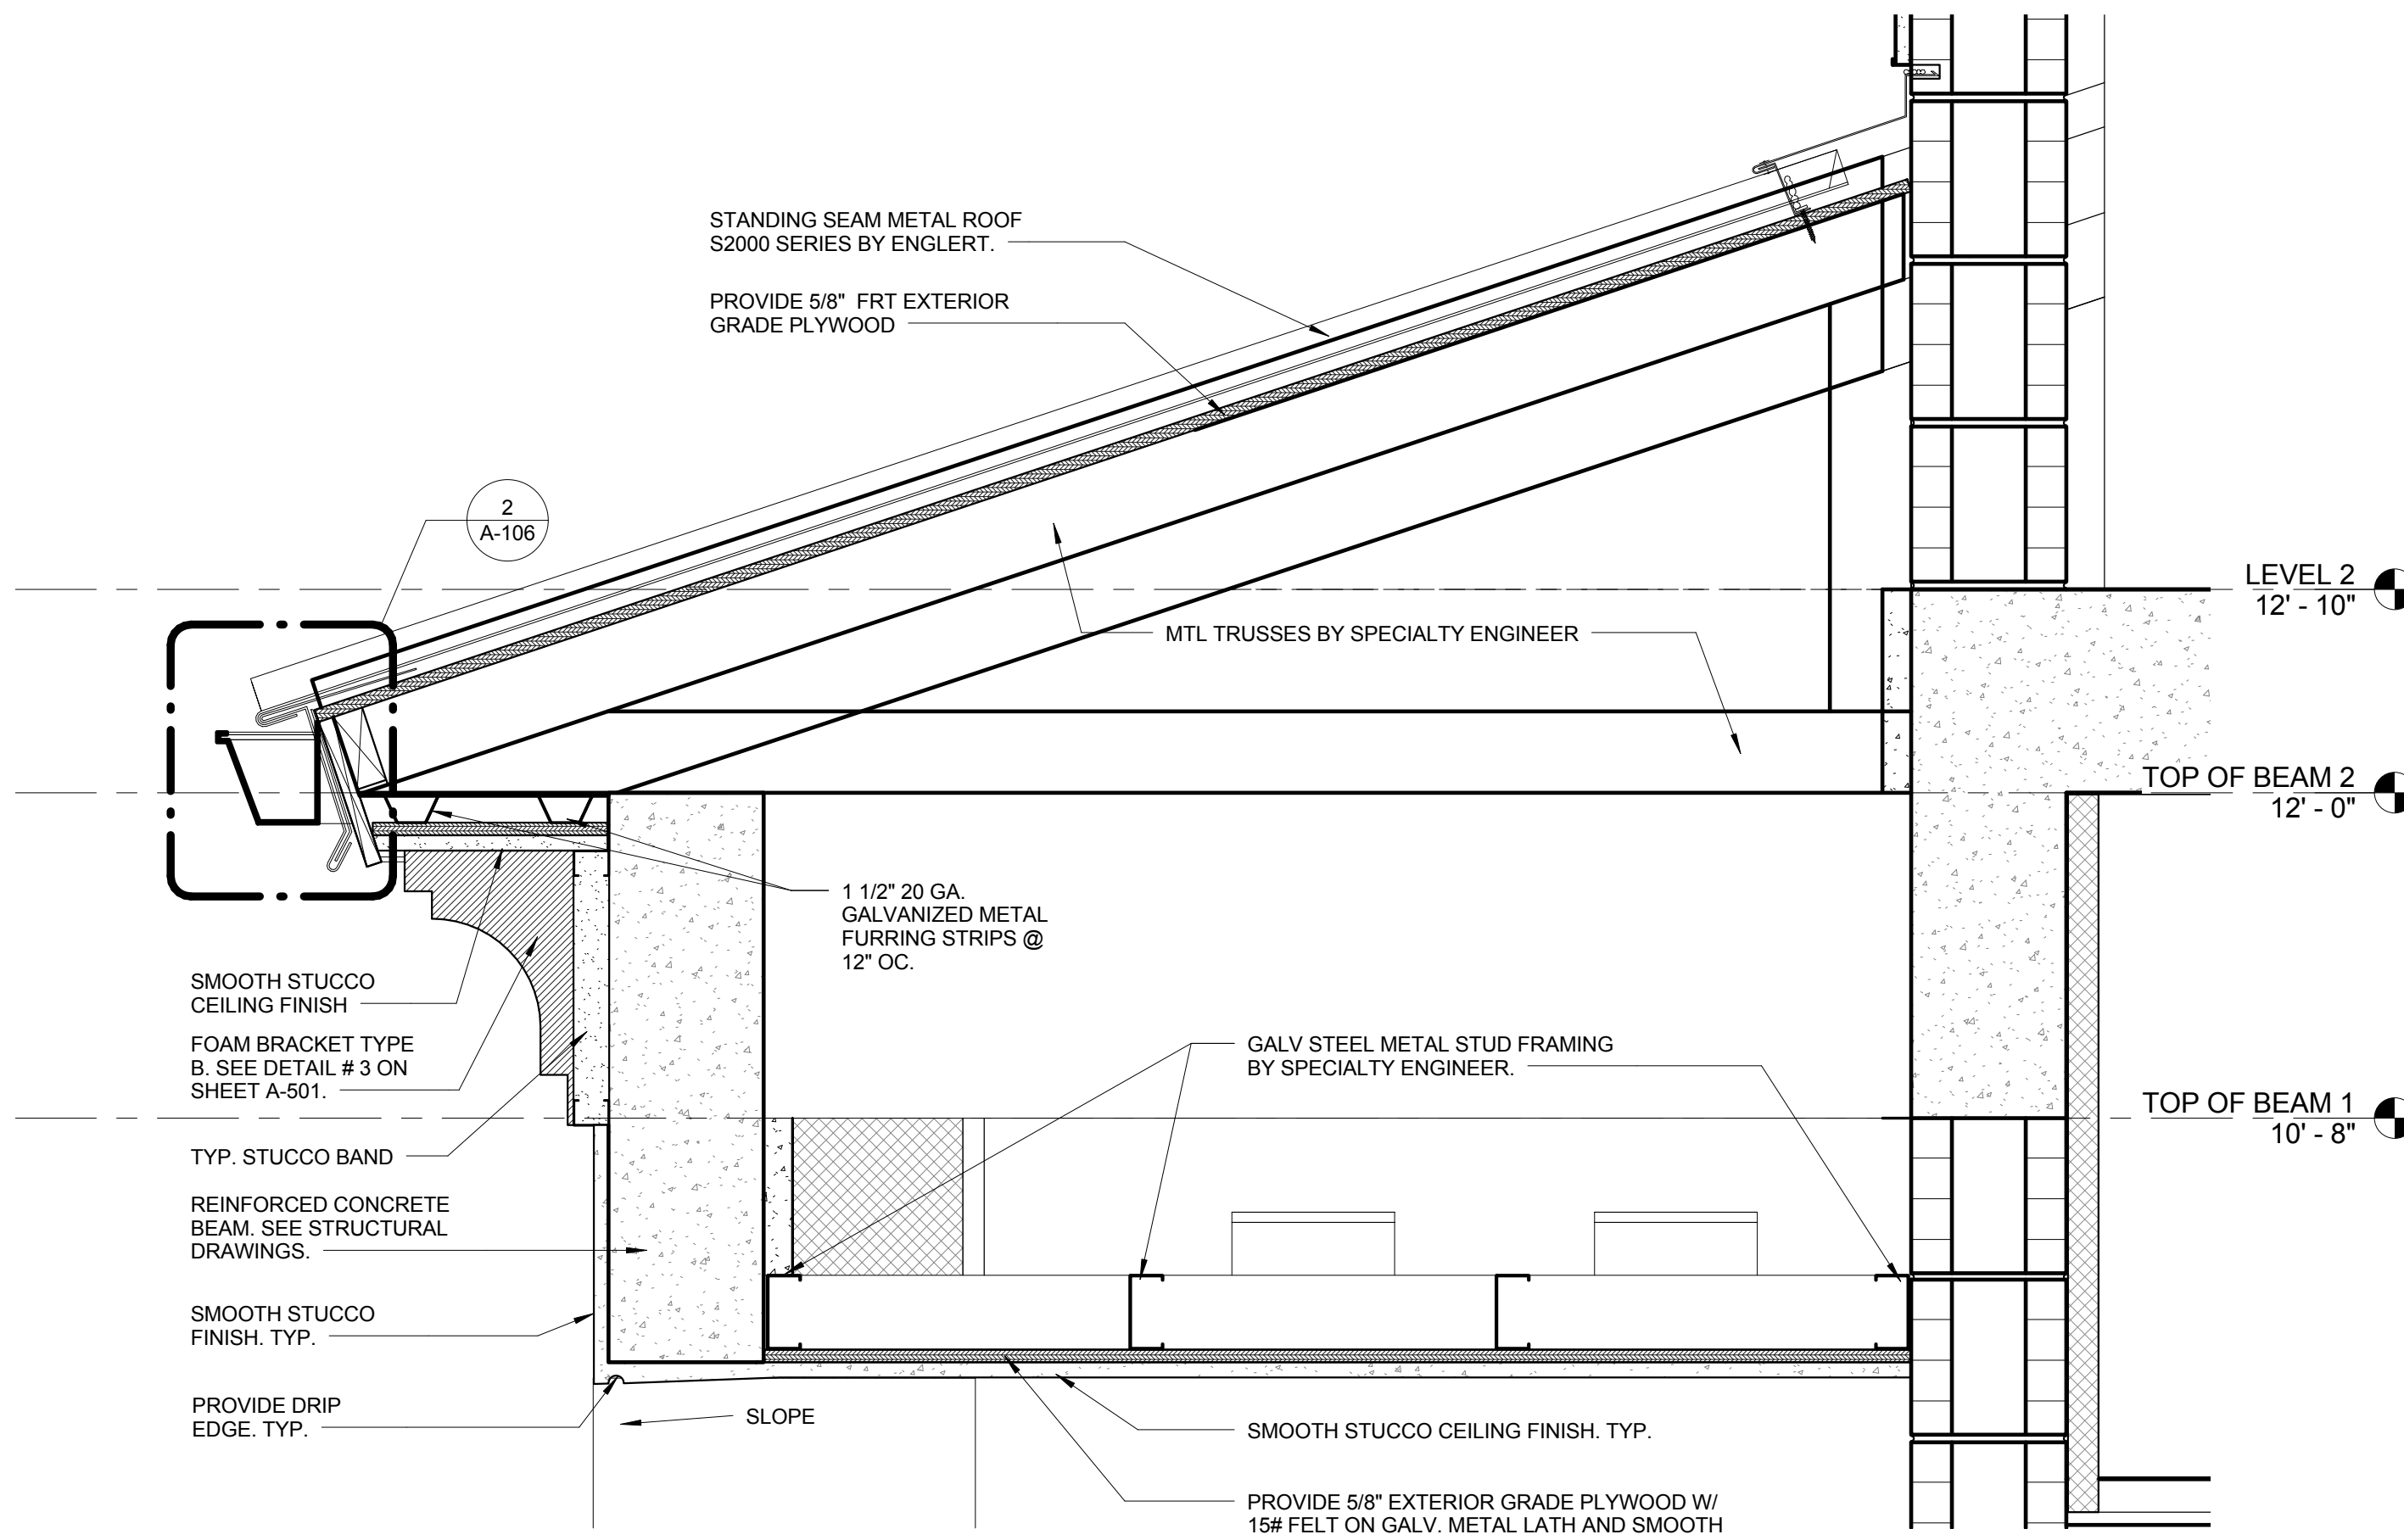 STANDING SEAM METAL ROOF
S2000 SERIES BY ENGLERT.
PROVIDE 5/8" FRT EXTERIOR
GRADE PLYWOOD
2
A-106
LEVEL 2
12' - 10"
MTL TRUSSES BY SPECIALTY ENGINEER
TOP OF BEAM 2
12' - 0"
1 1/2" 20 GA.
GALVANIZED METAL
FURRING STRIPS @
12" OC.
SMOOTH STUCCO
CEILING FINISH
FOAM BRACKET TYPE
B. SEE DETAIL # 3 ON
SHEET A-501.
GALV STEEL METAL STUD FRAMING
BY SPECIALTY ENGINEER.
TOP OF BEAM 1
10' - 8"
TYP. STUCCO BAND
REINFORCED CONCRETE
BEAM. SEE STRUCTURAL
DRAWINGS.
SMOOTH STUCCO
FINISH. TYP.
PROVIDE DRIP
EDGE. TYP.
SLOPE
SMOOTH STUCCO CEILING FINISH. TYP.
PROVIDE 5/8" EXTERIOR GRADE PLYWOOD W/
15# FELT ON GALV. METAL LATH AND SMOOTH